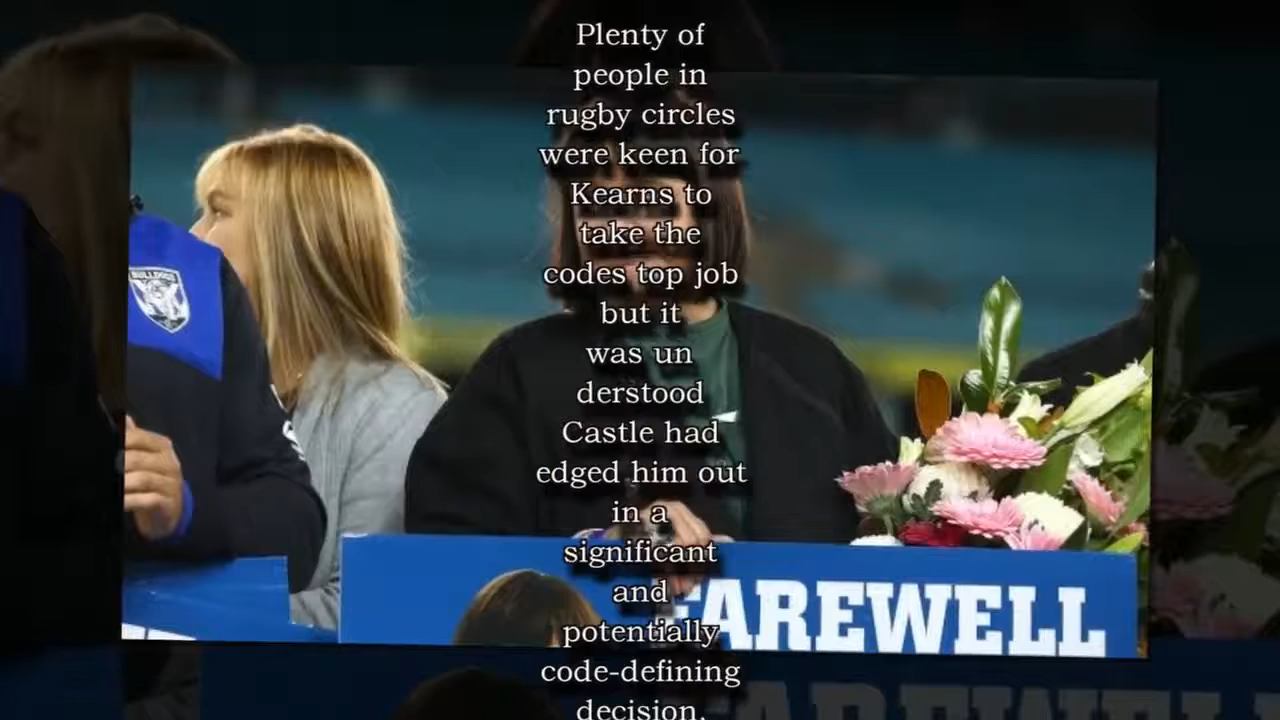 Plenty of
people in
rugby circles
were keen for
Kearns to
take the
codes top job
but it
was un
derstood
Castle had
edged him out
in a
significant
and
potentially
code-defining
decision.
BULLDOGS
FAREWELL